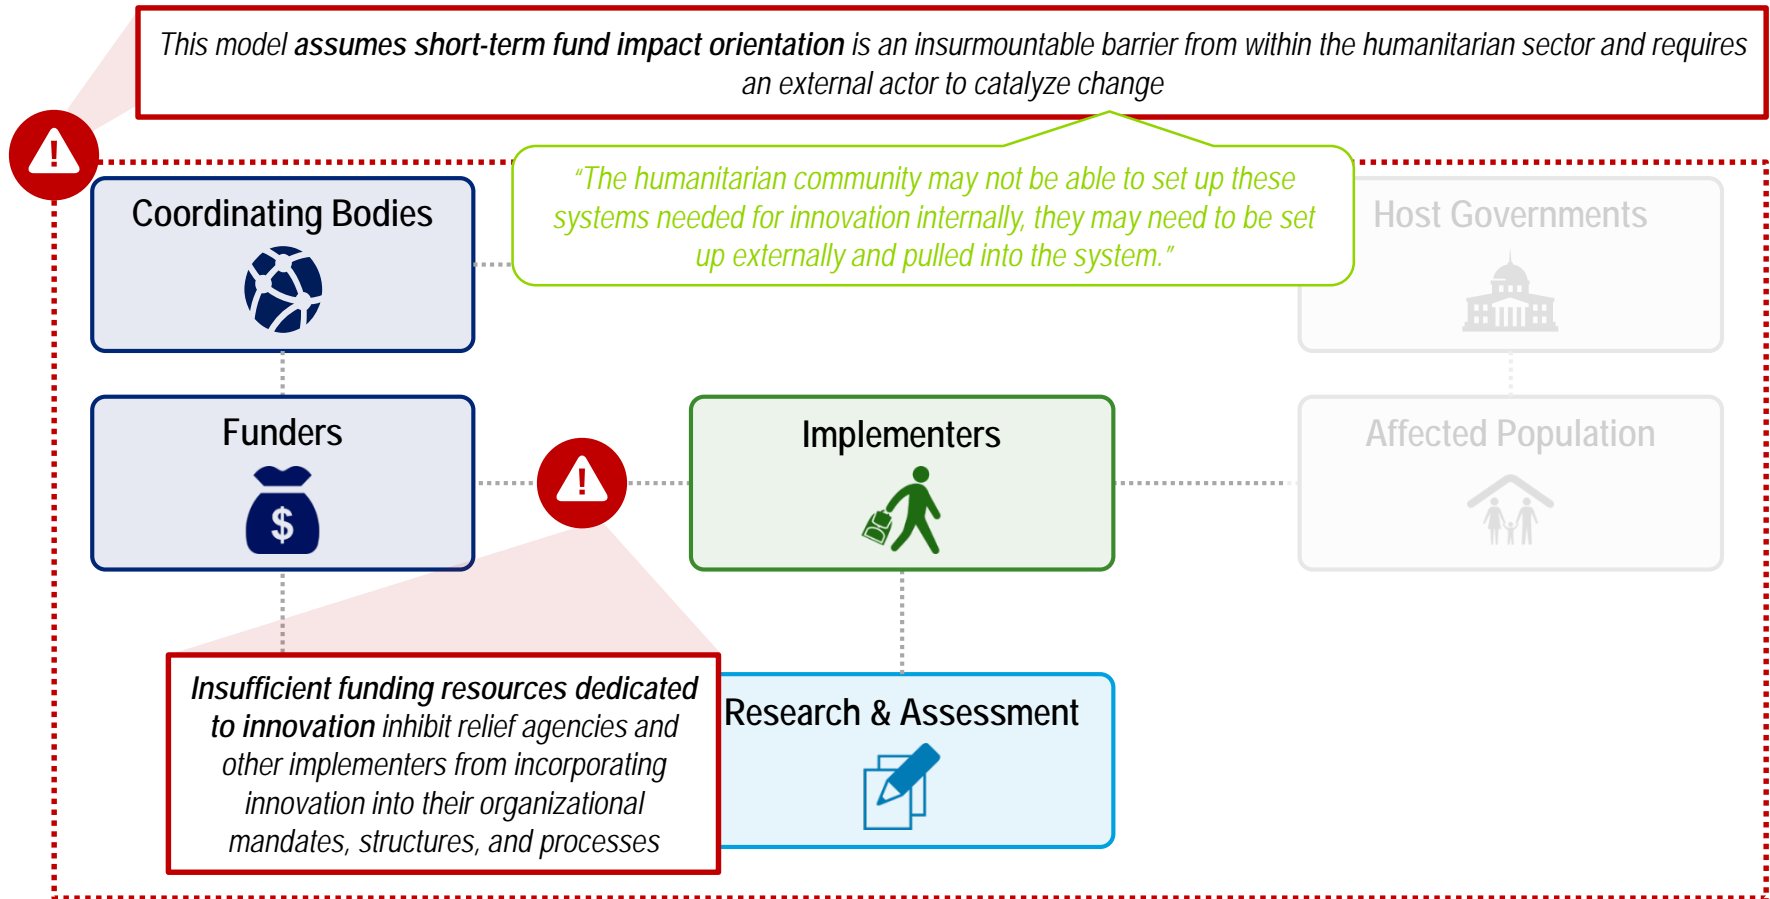 This model assumes short-term fund impact orientation is an insurmountable barrier from within the humanitarian sector and requires
an external actor to catalyze change
!
"The humanitarian community may not be able to set up these
systems needed for innovation internally, they may need to be set
up externally and pulled into the system."
Coordinating Bodies
Host Governments
Funders
$
!
Implementers
Affected Population
Insufficient funding resources dedicated
to innovation inhibit relief agencies and
other implementers from incorporating
innovation into their organizational
mandates, structures, and processes
Research & Assessment